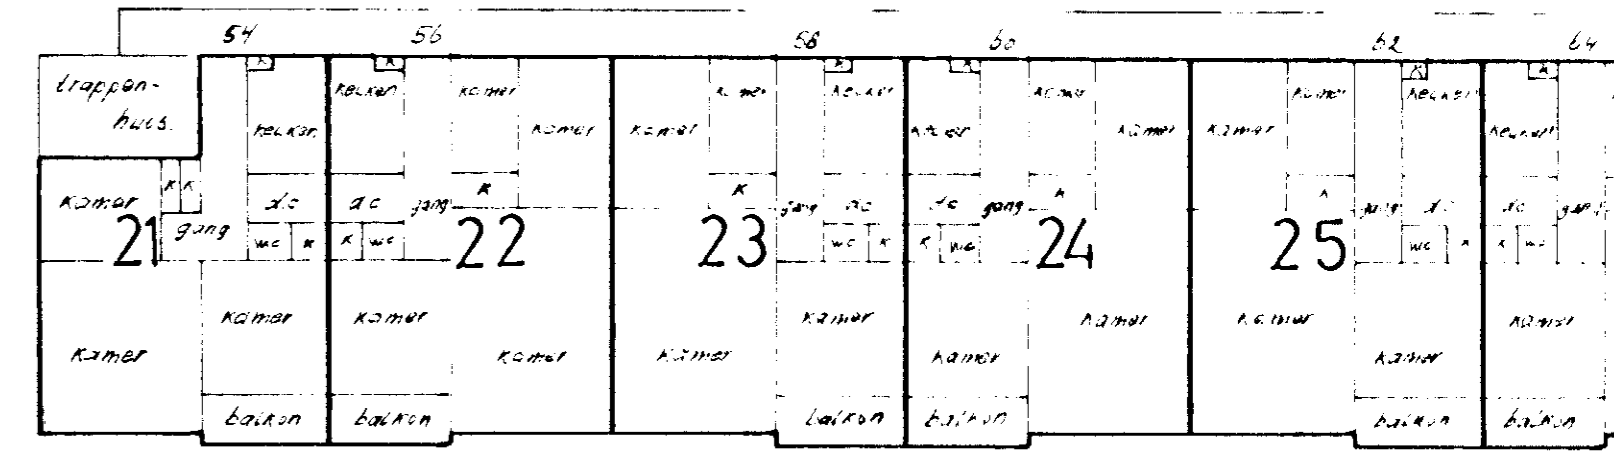 54 56 58 60 62 64
trappen-
huis.
K K K K K K
keuken kamer kamer keuken kamer keuken
kamer kamer kamer kamer
keuken keuken keuken
K K kamer K K K
kamer dc dc gang gang dc dc gang gang dc dc gang
21 gang 22 23 24 25
wc K K wc wc K K wc wc K K wc
kamer kamer kamer kamer kamer kamer
kamer kamer kamer kamer kamer
balkon balkon balkon balkon balkon balkon